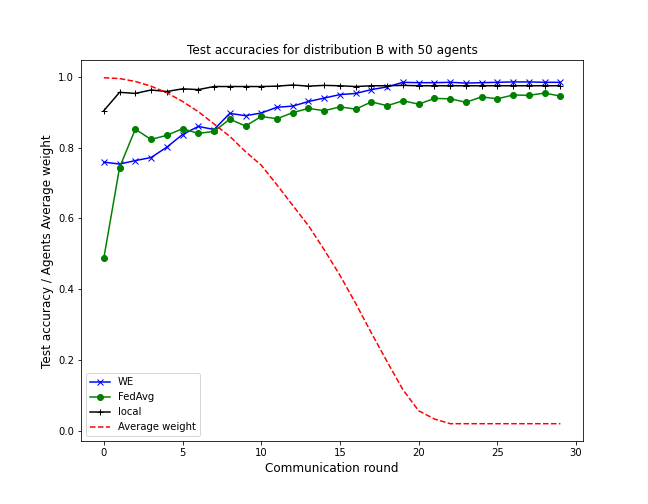 Test accuracies for distribution B with 50 agents
Test accuracy / Agents Average weight
1.0
0.8
0.6
0.4
0.2
0.0
WE
FedAvg
local
Average weight
0
5
10
15
20
25
30
Communication round